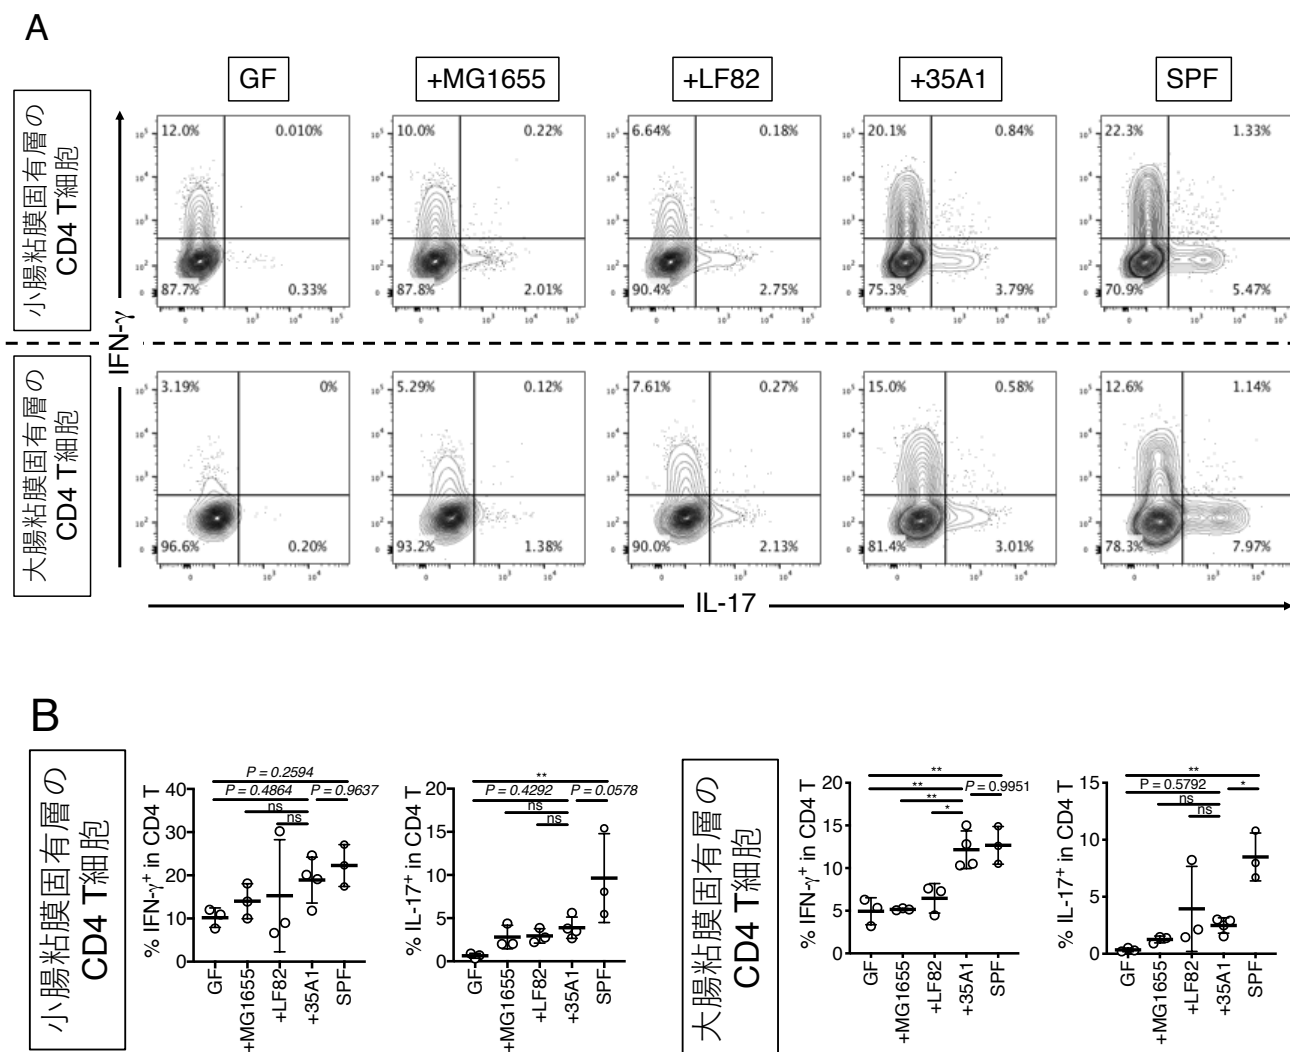 A
GF
+MG1655
+LF82
+35A1
SPF
小腸粘膜固有層の
CD4 T細胞
IFN-γ
12.0%
0.010%
87.7%
0.33%
10.0%
0.22%
87.8%
2.01%
6.64%
0.18%
90.4%
2.75%
20.1%
0.84%
75.3%
3.79%
22.3%
1.33%
70.9%
5.47%
大腸粘膜固有層の
CD4 T細胞
3.19%
0%
96.6%
0.20%
5.29%
0.12%
93.2%
1.38%
7.61%
0.27%
90.0%
2.13%
15.0%
0.58%
81.4%
3.01%
12.6%
1.14%
78.3%
7.97%
IL-17
B
小腸粘膜固有層の
CD4 T細胞
% IFN-γ⁺ in CD4 T
40
30
20
10
0
P = 0.2594
P = 0.4864
P = 0.9637
ns
ns
GF
+MG1655
+LF82
+35A1
SPF
% IL-17⁺ in CD4 T
20
15
10
5
0
**
P = 0.4292
P = 0.0578
ns
ns
GF
+MG1655
+LF82
+35A1
SPF
大腸粘膜固有層の
CD4 T細胞
% IFN-γ⁺ in CD4 T
20
15
10
5
0
**
**
P = 0.9951
**
*
GF
+MG1655
+LF82
+35A1
SPF
% IL-17⁺ in CD4 T
15
10
5
0
**
P = 0.5792
*
ns
ns
GF
+MG1655
+LF82
+35A1
SPF